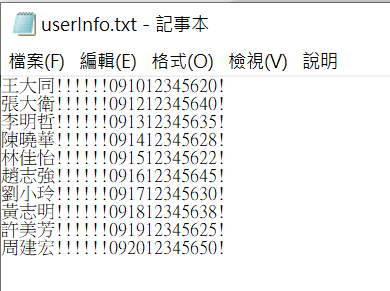 userInfo.txt - 記事本
檔案(F) 編輯(E) 格式(O) 檢視(V) 說明
王大同!!!!!!091012345620!
張大衛!!!!!!091212345640!
李明哲!!!!!!091312345635!
陳曉華!!!!!!091412345628!
林佳怡!!!!!!091512345622!
趙志強!!!!!!091612345645!
劉小玲!!!!!!091712345630!
黃志明!!!!!!091812345638!
許美芳!!!!!!091912345625!
周建宏!!!!!!092012345650!